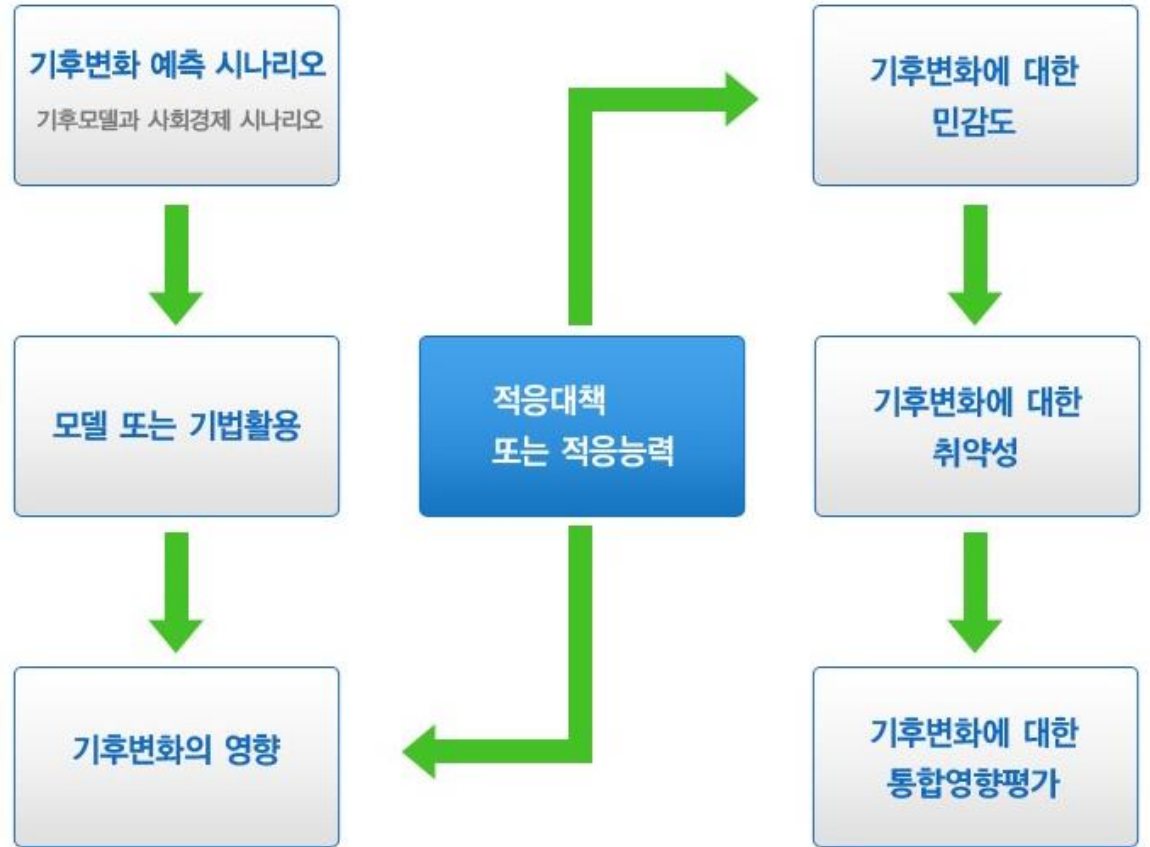 기후변화 예측 시나리오
기후모델과 사회경제 시나리오
모델 또는 기법활용
기후변화의 영향
적응대책
또는 적응능력
기후변화에 대한
민감도
기후변화에 대한
취약성
기후변화에 대한
통합영향평가